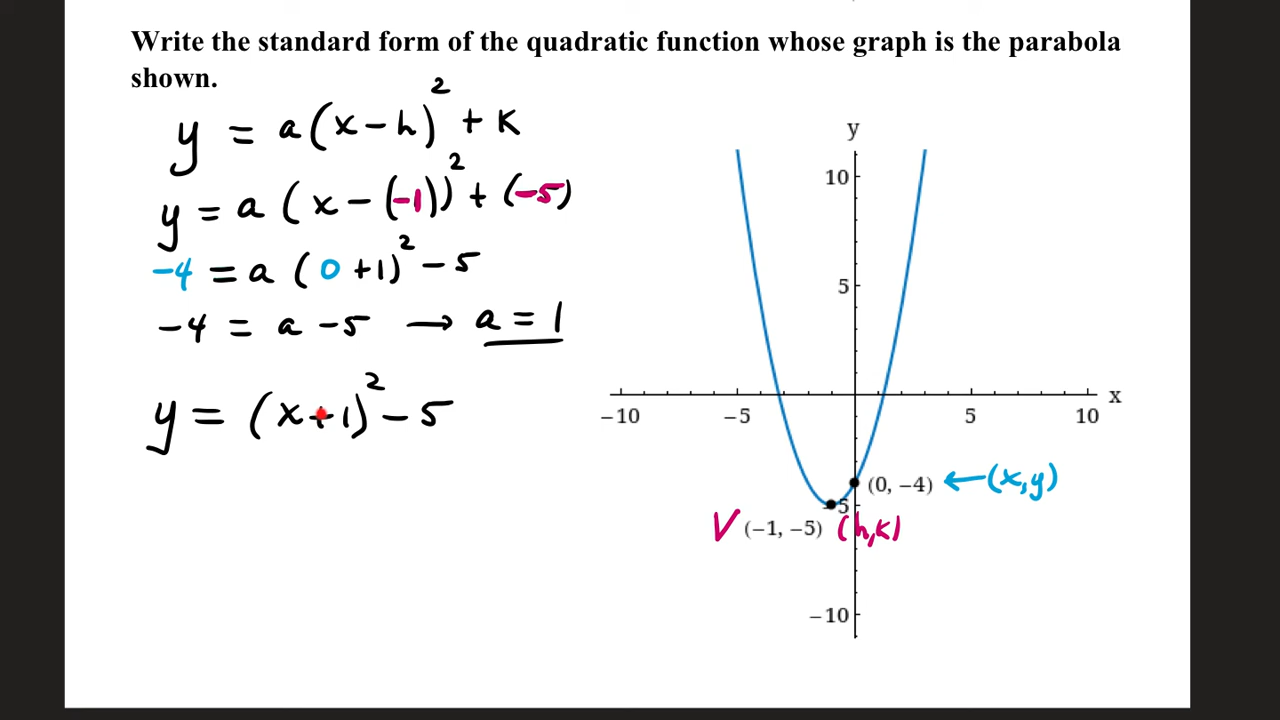 Write the standard form of the quadratic function whose graph is the parabola
shown.
y = a(x-h)² + k
y = a(x-(-1))² + (-5)
-4 = a(0+1)² - 5
-4 = a - 5 → a = 1
y = (x+1)² - 5
y
10
5
x
-10
-5
5
10
(0, -4) ← (x,y)
-5
V (-1, -5) (h,k)
-10